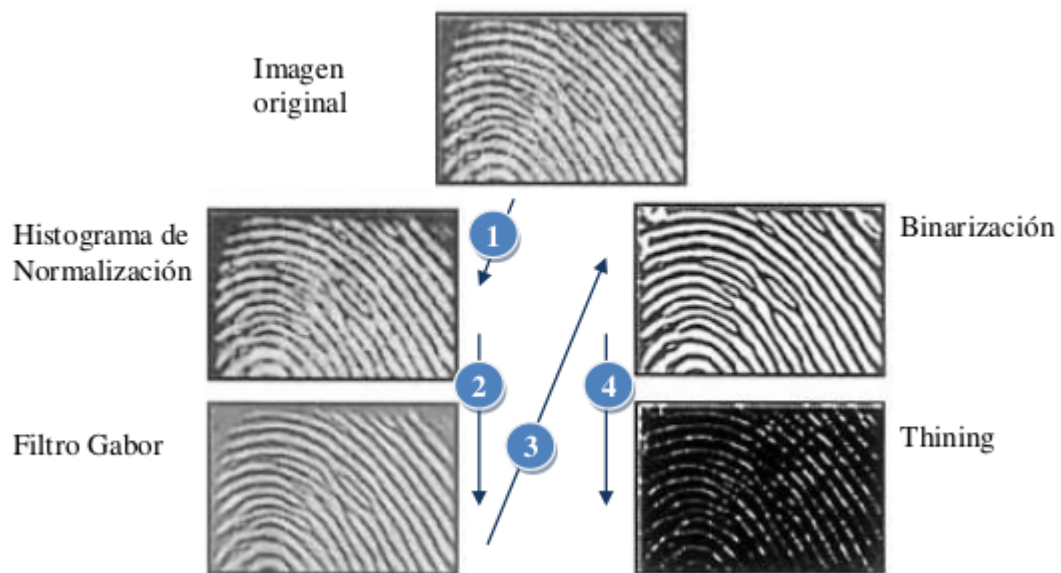 Imagen
original
Histograma de
Normalización
1
Binarización
2
3
4
Filtro Gabor
Thining